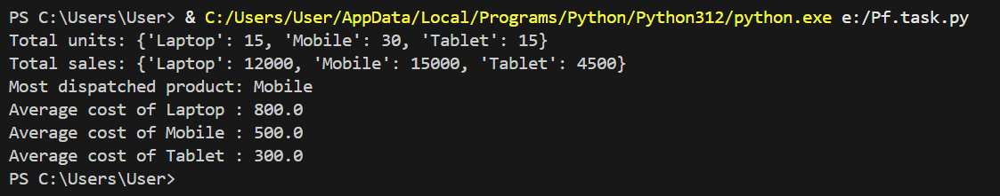 PS C:\Users\User> & C:/Users/User/AppData/Local/Programs/Python/Python312/python.exe e:/Pf.task.py
Total units: {'Laptop': 15, 'Mobile': 30, 'Tablet': 15}
Total sales: {'Laptop': 12000, 'Mobile': 15000, 'Tablet': 4500}
Most dispatched product: Mobile
Average cost of Laptop : 800.0
Average cost of Mobile : 500.0
Average cost of Tablet : 300.0
PS C:\Users\User>